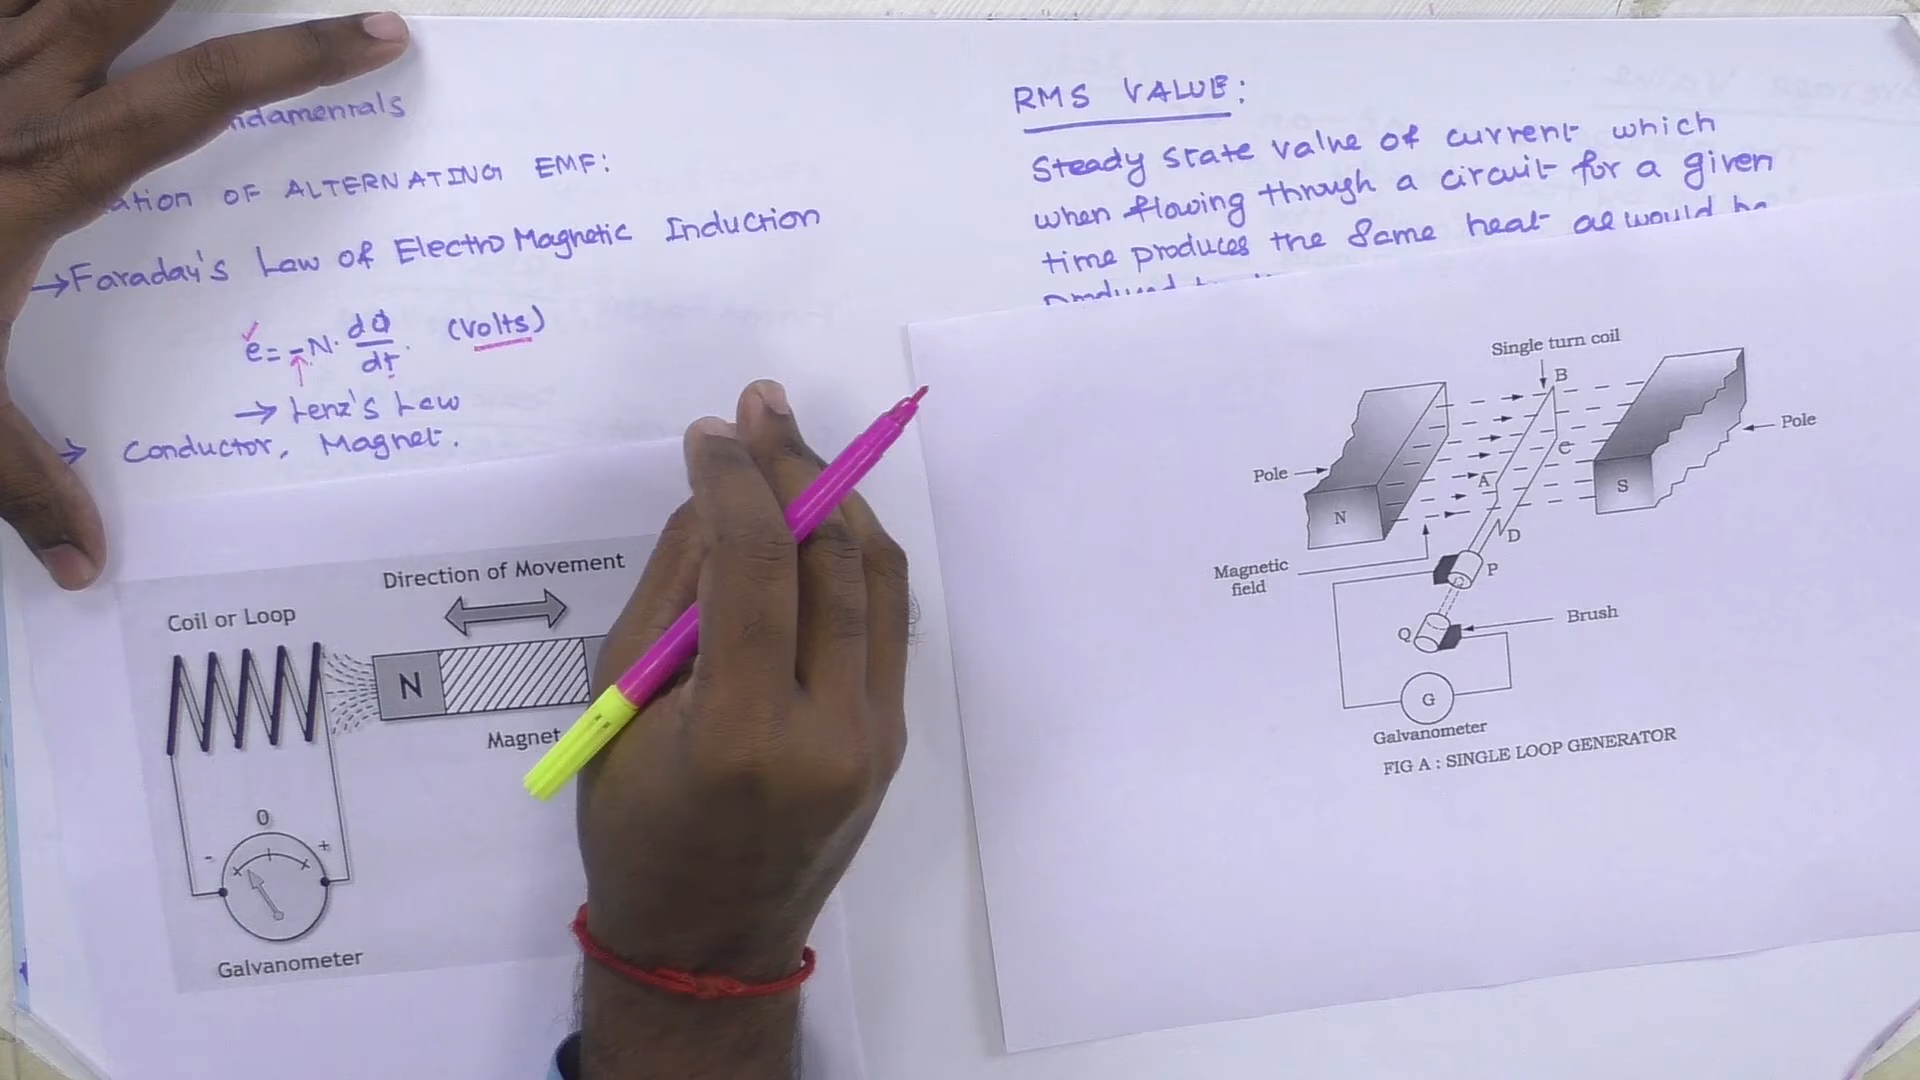 ndamentals
ation OF ALTERNATING EMF:
→Faraday's Law OF Electro Magnetic Induction
e = -N. dΦ/dt. (volts)
→ Lenz's Law
→ Conductor, Magnet.
Direction of Movement
Coil or Loop
N
Magnet
0
- +
Galvanometer
RMS VALUE:
Steady state value of current which
when flowing through a circuit for a given
time produces the same heat as would be
produced
Single turn coil
B
Pole
C
Pole
A
S
N
D
Magnetic
field
P
Brush
Q
G
Galvanometer
FIG A : SINGLE LOOP GENERATOR